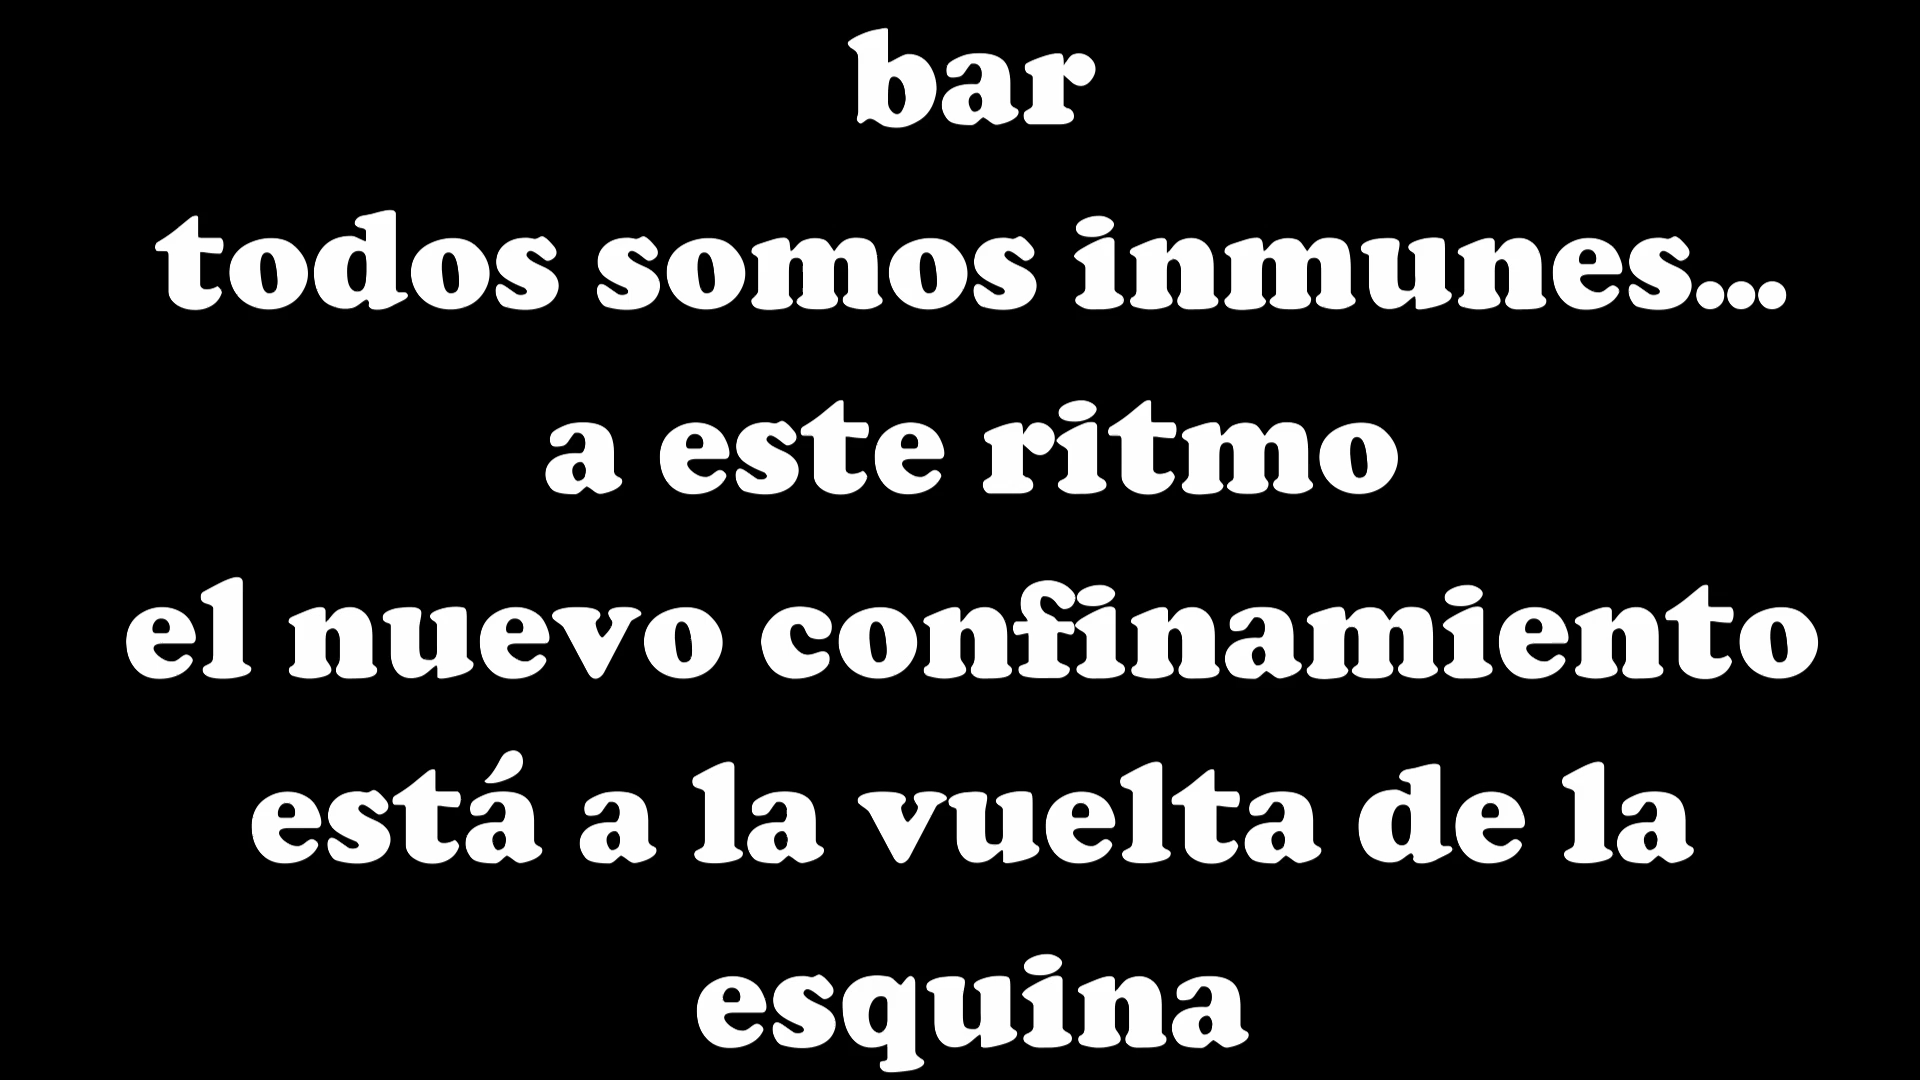 bar
todos somos inmunes...
a este ritmo
el nuevo confinamiento
está a la vuelta de la
esquina